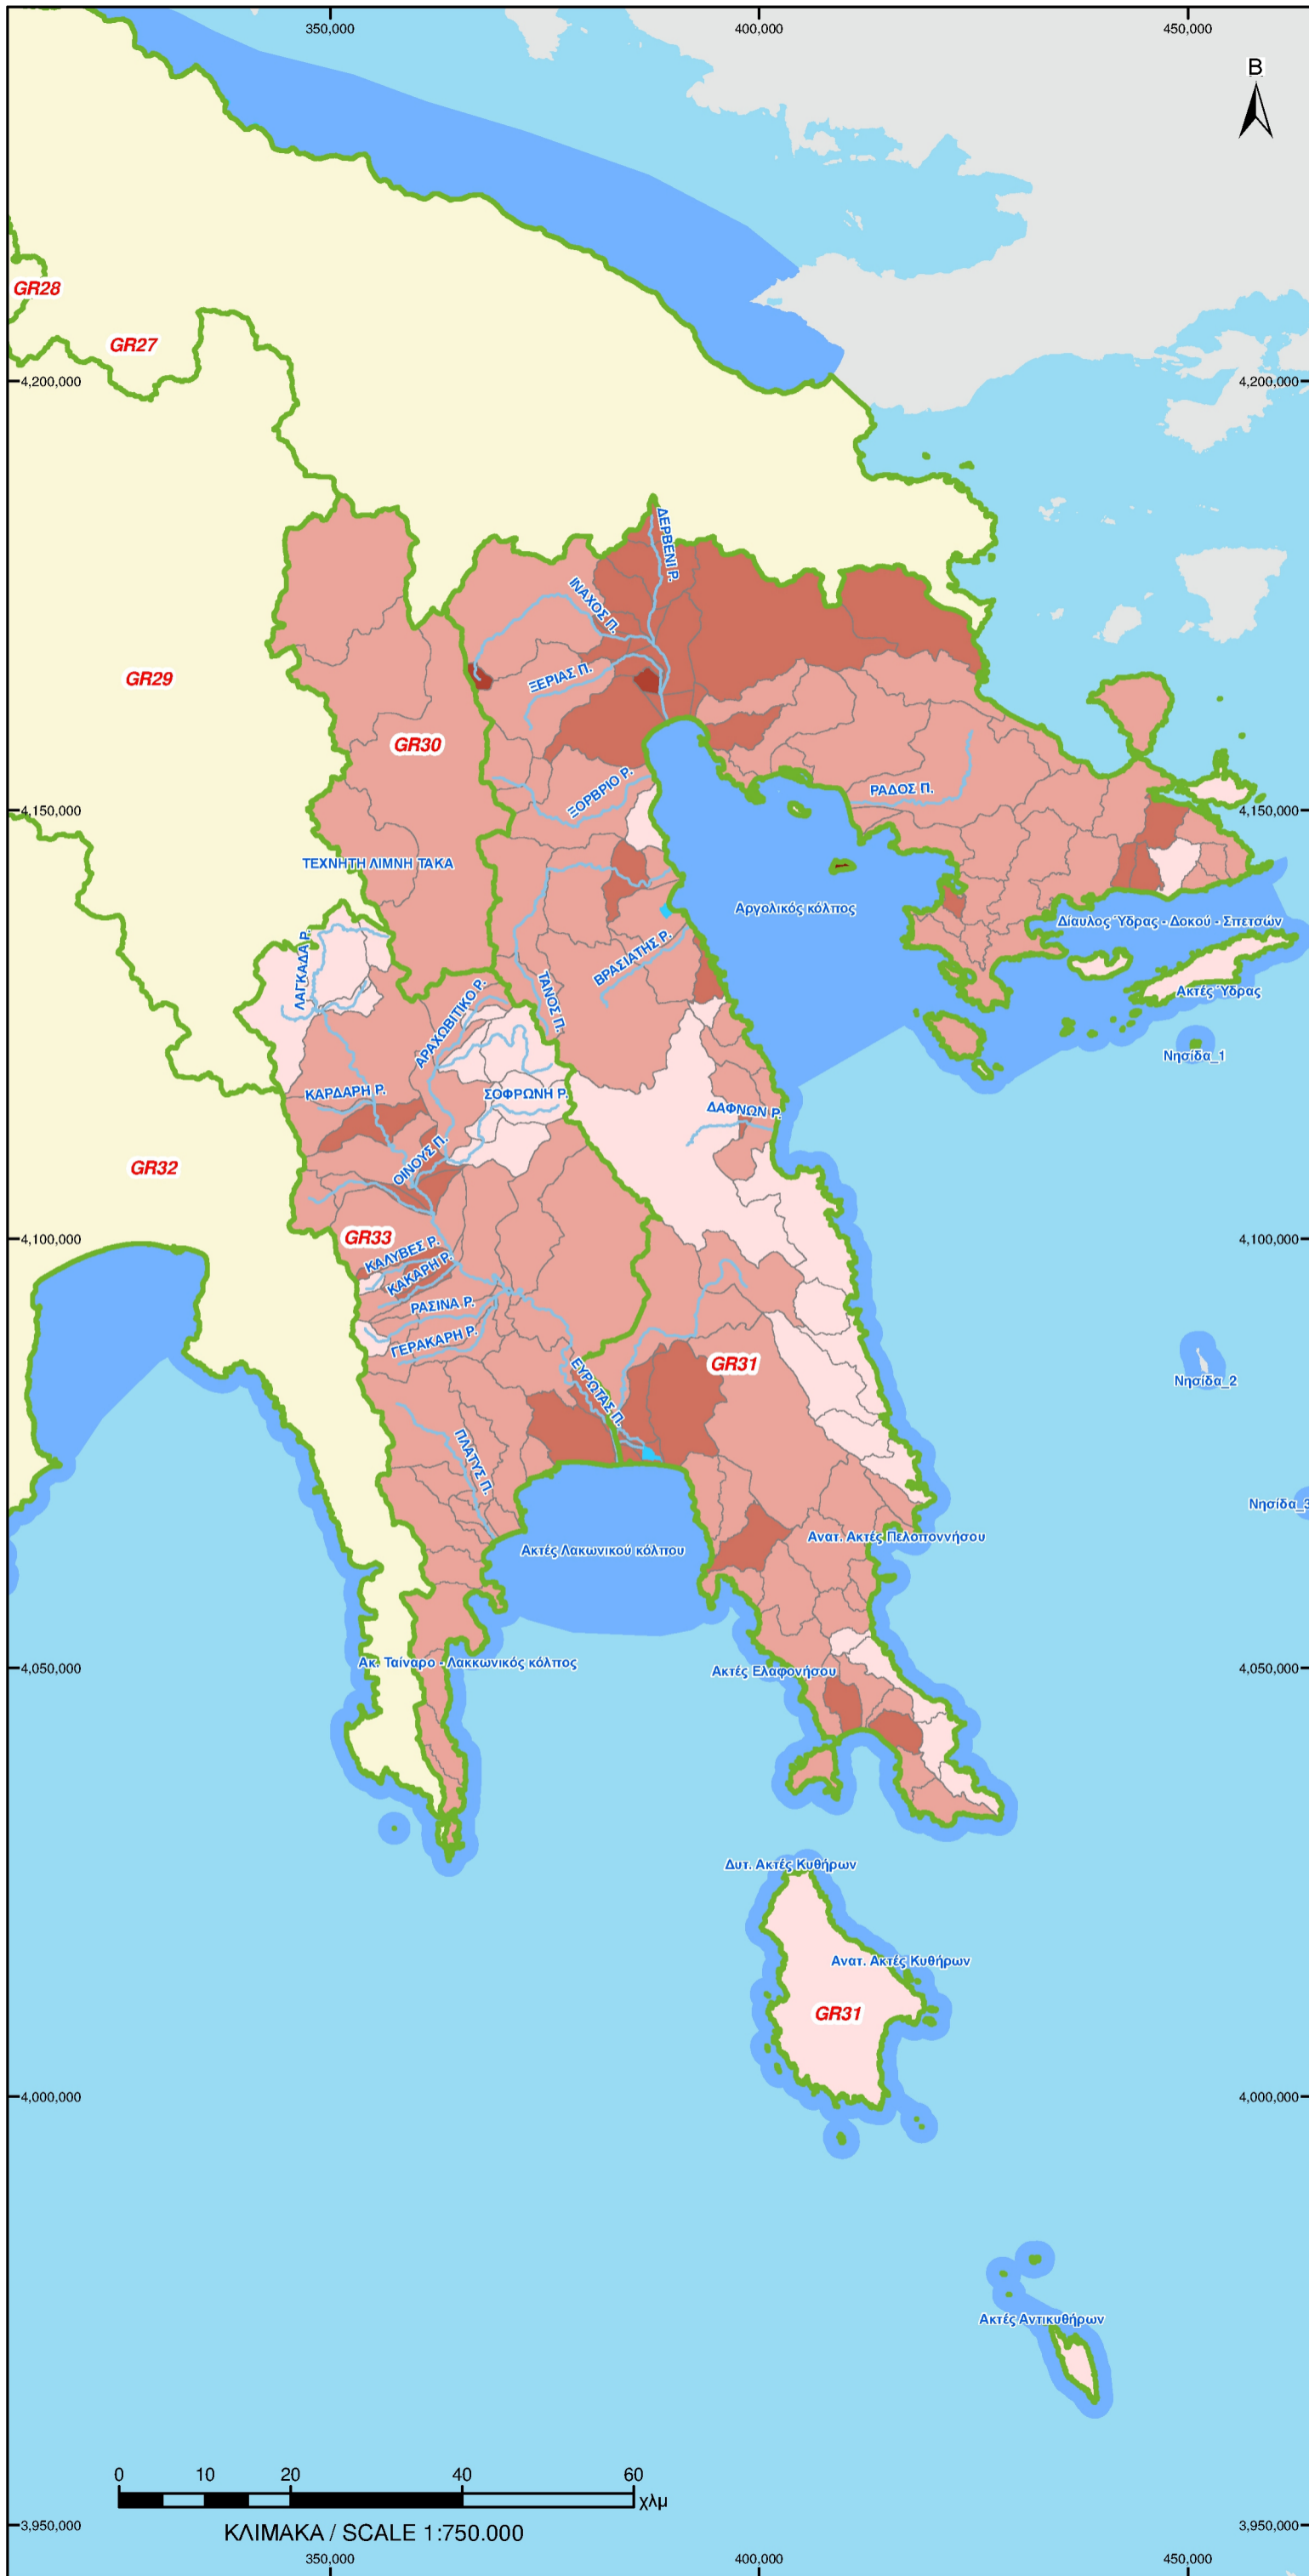 350,000
400,000
450,000
B
GR28
GR27
4,200,000
4,200,000
ΔΕΡΒΕΝΙ Ρ.
ΙΝΑΧΟΣ Π.
ΞΕΡΙΑΣ Π.
GR29
GR30
ΞΟΡΒΡΙΟ Ρ.
ΡΑΔΟΣ Π.
4,150,000
4,150,000
ΤΕΧΝΗΤΗ ΛΙΜΝΗ ΤΑΚΑ
Αργολικός κόλπος
Δίαυλος Ύδρας - Δοκού - Σπετσών
ΛΑΓΚΑΔΑ Ρ.
ΒΡΑΣΙΑΤΗΣ Ρ.
ΤΑΝΟΣ Π.
Ακτές Ύδρας
ΑΡΑΧΩΒΙΤΙΚΟ Ρ.
Νησίδα_1
ΚΑΡΔΑΡΗ Ρ.
ΣΟΦΡΩΝΗ Ρ.
ΔΑΦΝΩΝ Ρ.
ΟΙΝΟΥΣ Π.
GR32
GR33
4,100,000
4,100,000
ΚΑΛΥΒΕΣ Ρ.
ΚΑΚΑΡΗ Ρ.
ΡΑΣΙΝΑ Ρ.
ΓΕΡΑΚΑΡΗ Ρ.
GR31
ΕΥΡΩΤΑΣ Π.
Νησίδα_2
ΠΛΑΤΥΣ Π.
Νησίδα_3
Ανατ. Ακτές Πελοποννήσου
Ακτές Λακωνικού κόλπου
Ακ. Ταίναρο - Λακκωνικός κόλπος
4,050,000
Ακτές Ελαφονήσου
4,050,000
Δυτ. Ακτές Κυθήρων
Ανατ. Ακτές Κυθήρων
GR31
4,000,000
4,000,000
Ακτές Αντικυθήρων
0 10 20 40 60
χλμ
ΚΛΙΜΑΚΑ / SCALE 1:750.000
3,950,000
3,950,000
350,000
400,000
450,000